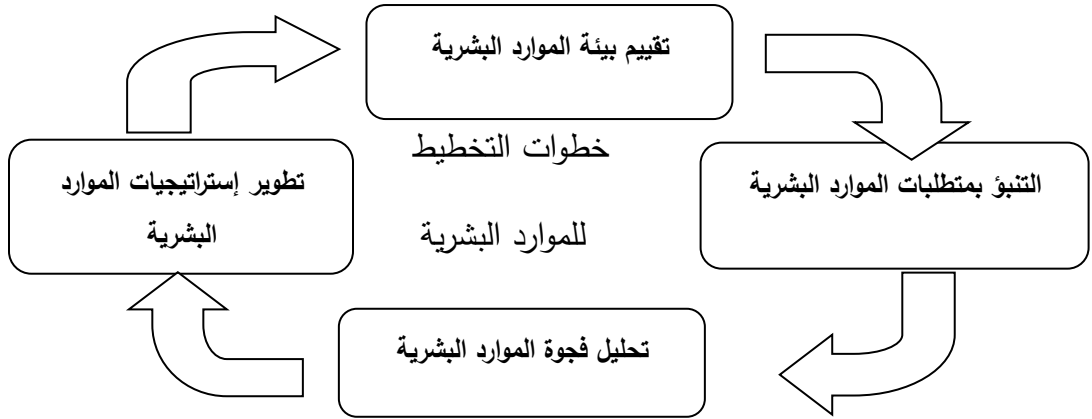 تقييم بيئة الموارد البشرية
خطوات التخطيط
للموارد البشرية
التنبؤ بمتطلبات الموارد البشرية
تحليل فجوة الموارد البشرية
تطوير إستراتيجيات الموارد
البشرية